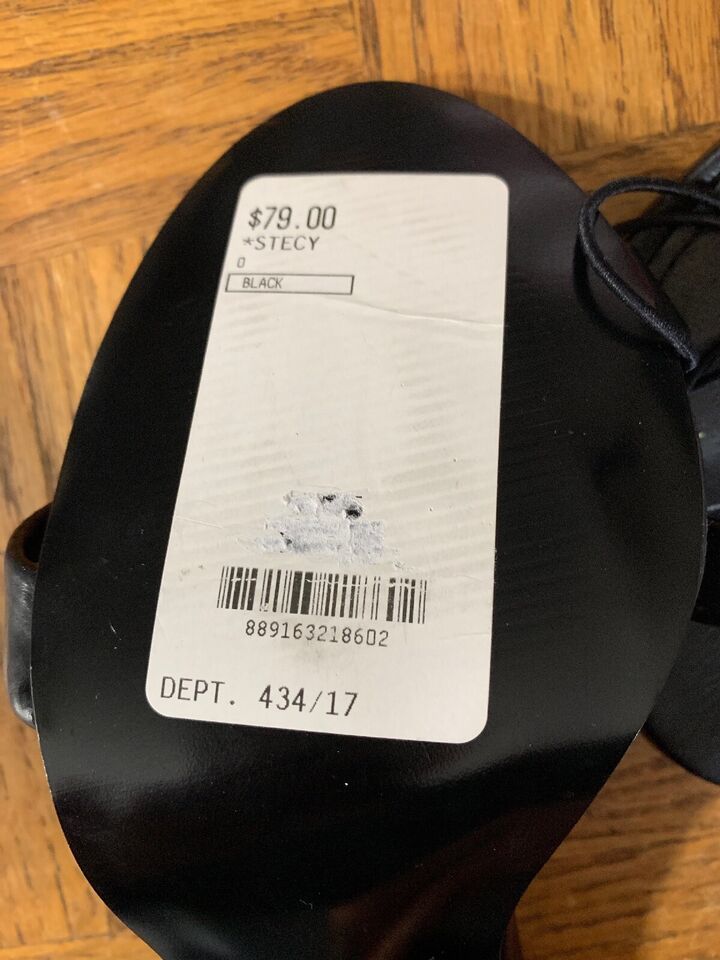 $79.00
*STECY
0
BLACK
889163218602
DEPT. 434/17